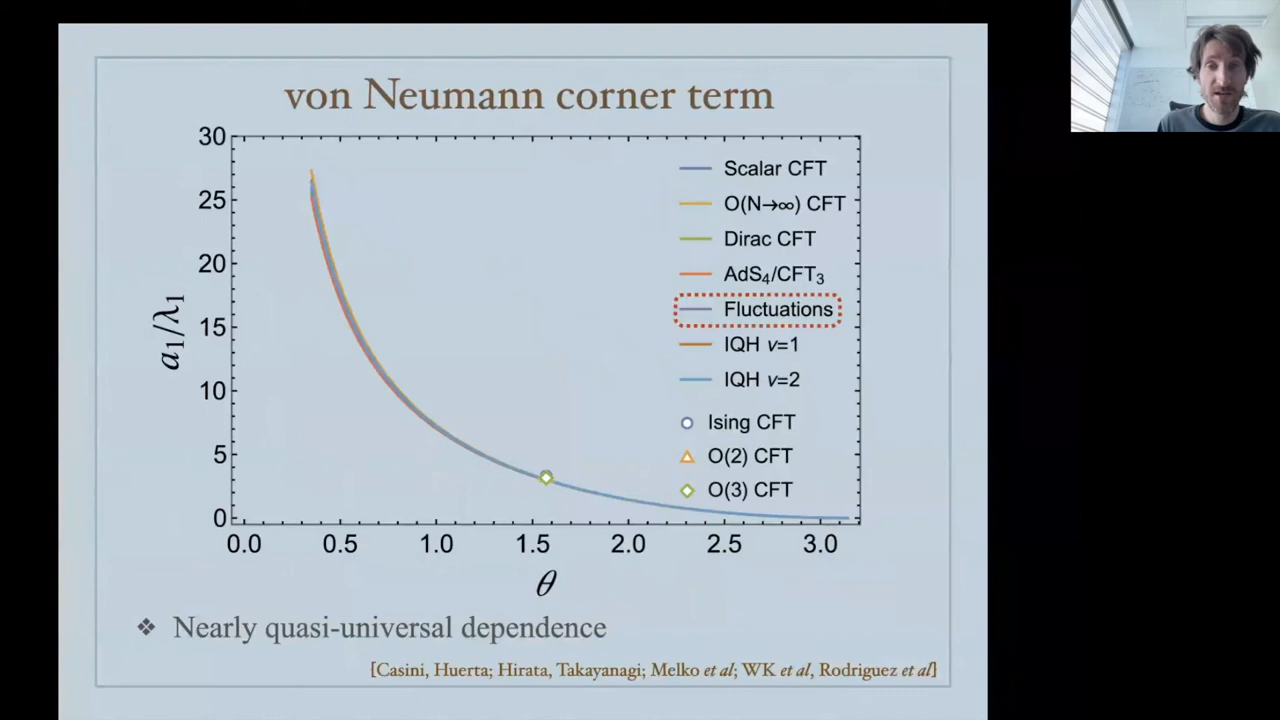 von Neumann corner term
30
25
20
15
10
5
0
a₁/λ₁
Scalar CFT
O(N→∞) CFT
Dirac CFT
AdS₄/CFT₃
Fluctuations
IQH ν=1
IQH ν=2
Ising CFT
O(2) CFT
O(3) CFT
0.0 0.5 1.0 1.5 2.0 2.5 3.0
θ
❖ Nearly quasi-universal dependence
[Casini, Huerta; Hirata, Takayanagi; Melko et al; WK et al, Rodriguez et al]